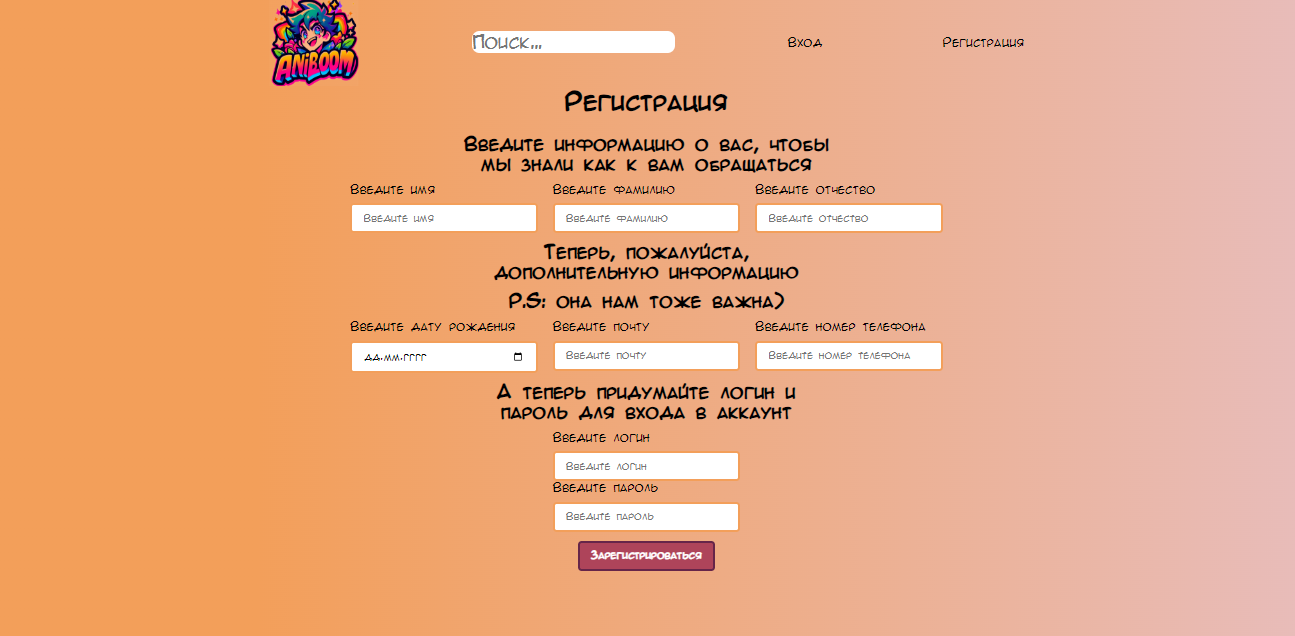 ANIBOOM
Поиск...
Вход
Регистрация
Регистрация
Введите информацию о вас, чтобы
мы знали как к вам обращаться
Введите имя
Введите фамилию
Введите отчество
Введите имя
Введите фамилию
Введите отчество
Теперь, пожалуйста,
дополнительную информацию
P.S: она нам тоже важна)
Введите дату рождения
Введите почту
Введите номер телефона
дд.мм.гггг
Введите почту
Введите номер телефона
А теперь придумайте логин и
пароль для входа в аккаунт
Введите логин
Введите логин
Введите пароль
Введите пароль
Зарегистрироваться